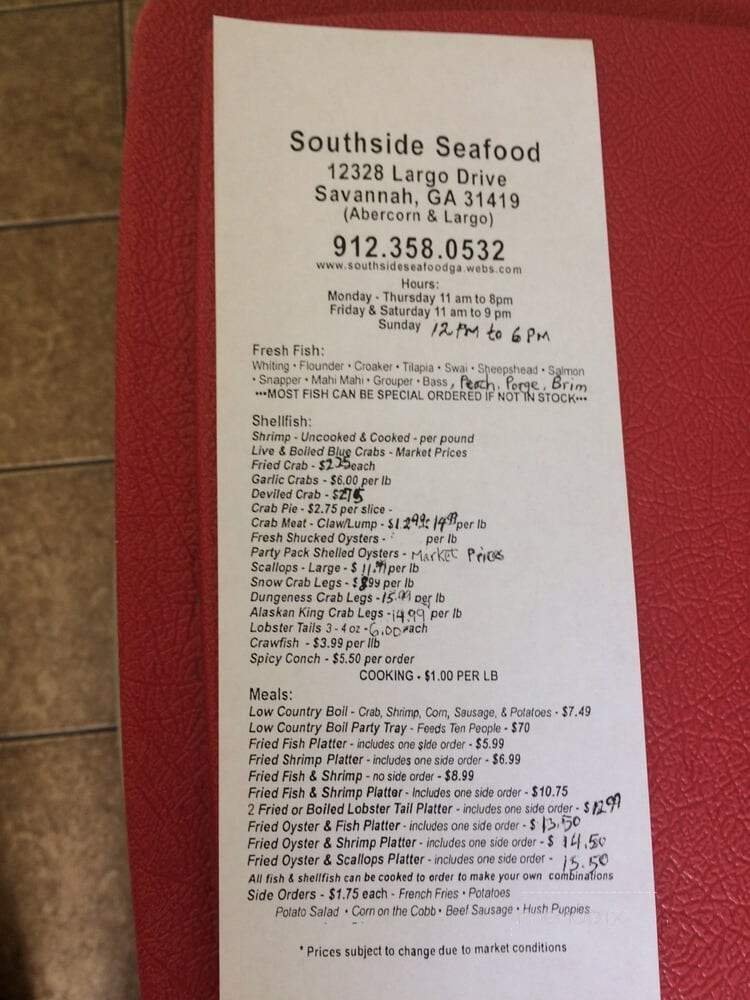 Southside Seafood
12328 Largo Drive
Savannah, GA 31419
(Abercorn & Largo)
912.358.0532
www.southsideseafoodga.webs.com
Hours:
Monday - Thursday 11 am to 8pm
Friday & Saturday 11 am to 9 pm
Sunday 12 PM to 6 PM
Fresh Fish:
Whiting • Flounder • Croaker • Tilapia • Swai • Sheepshead • Salmon
• Snapper • Mahi Mahi • Grouper • Bass, Perch, Porge, Brim
•••MOST FISH CAN BE SPECIAL ORDERED IF NOT IN STOCK•••
Shellfish:
Shrimp - Uncooked & Cooked - per pound
Live & Boiled Blue Crabs - Market Prices
Fried Crab - $2.25each
Garlic Crabs - $6.00 per lb
Deviled Crab - $2.75
Crab Pie - $2.75 per slice -
Crab Meat - Claw/Lump - per lb
Fresh Shucked Oysters - per lb
Party Pack Shelled Oysters - Market Prices
Scallops - Large - $ 11.99 per lb
Snow Crab Legs - $899 per lb
Dungeness Crab Legs - 15.99 per lb
Alaskan King Crab Legs - 14.99 per lb
Lobster Tails 3 - 4 oz - 6.00 each
Crawfish - $3.99 per llb
Spicy Conch - $5.50 per order
COOKING - $1.00 PER LB
Meals:
Low Country Boil - Crab, Shrimp, Corn, Sausage, & Potatoes - $7.49
Low Country Boil Party Tray - Feeds Ten People - $70
Fried Fish Platter - includes one side order - $5.99
Fried Shrimp Platter - includes one side order - $6.99
Fried Fish & Shrimp - no side order - $8.99
Fried Fish & Shrimp Platter - Includes one side order - $10.75
2 Fried or Boiled Lobster Tail Platter - includes one side order - $ 12.99
Fried Oyster & Fish Platter - includes one side order - $ 13.50
Fried Oyster & Shrimp Platter - includes one side order - $ 14.50
Fried Oyster & Scallops Platter - includes one side order - 15.50
All fish & shellfish can be cooked to order to make your own combinations
Side Orders - $1.75 each - French Fries • Potatoes
Potato Salad • Corn on the Cobb • Beef Sausage • Hush Puppies
* Prices subject to change due to market conditions